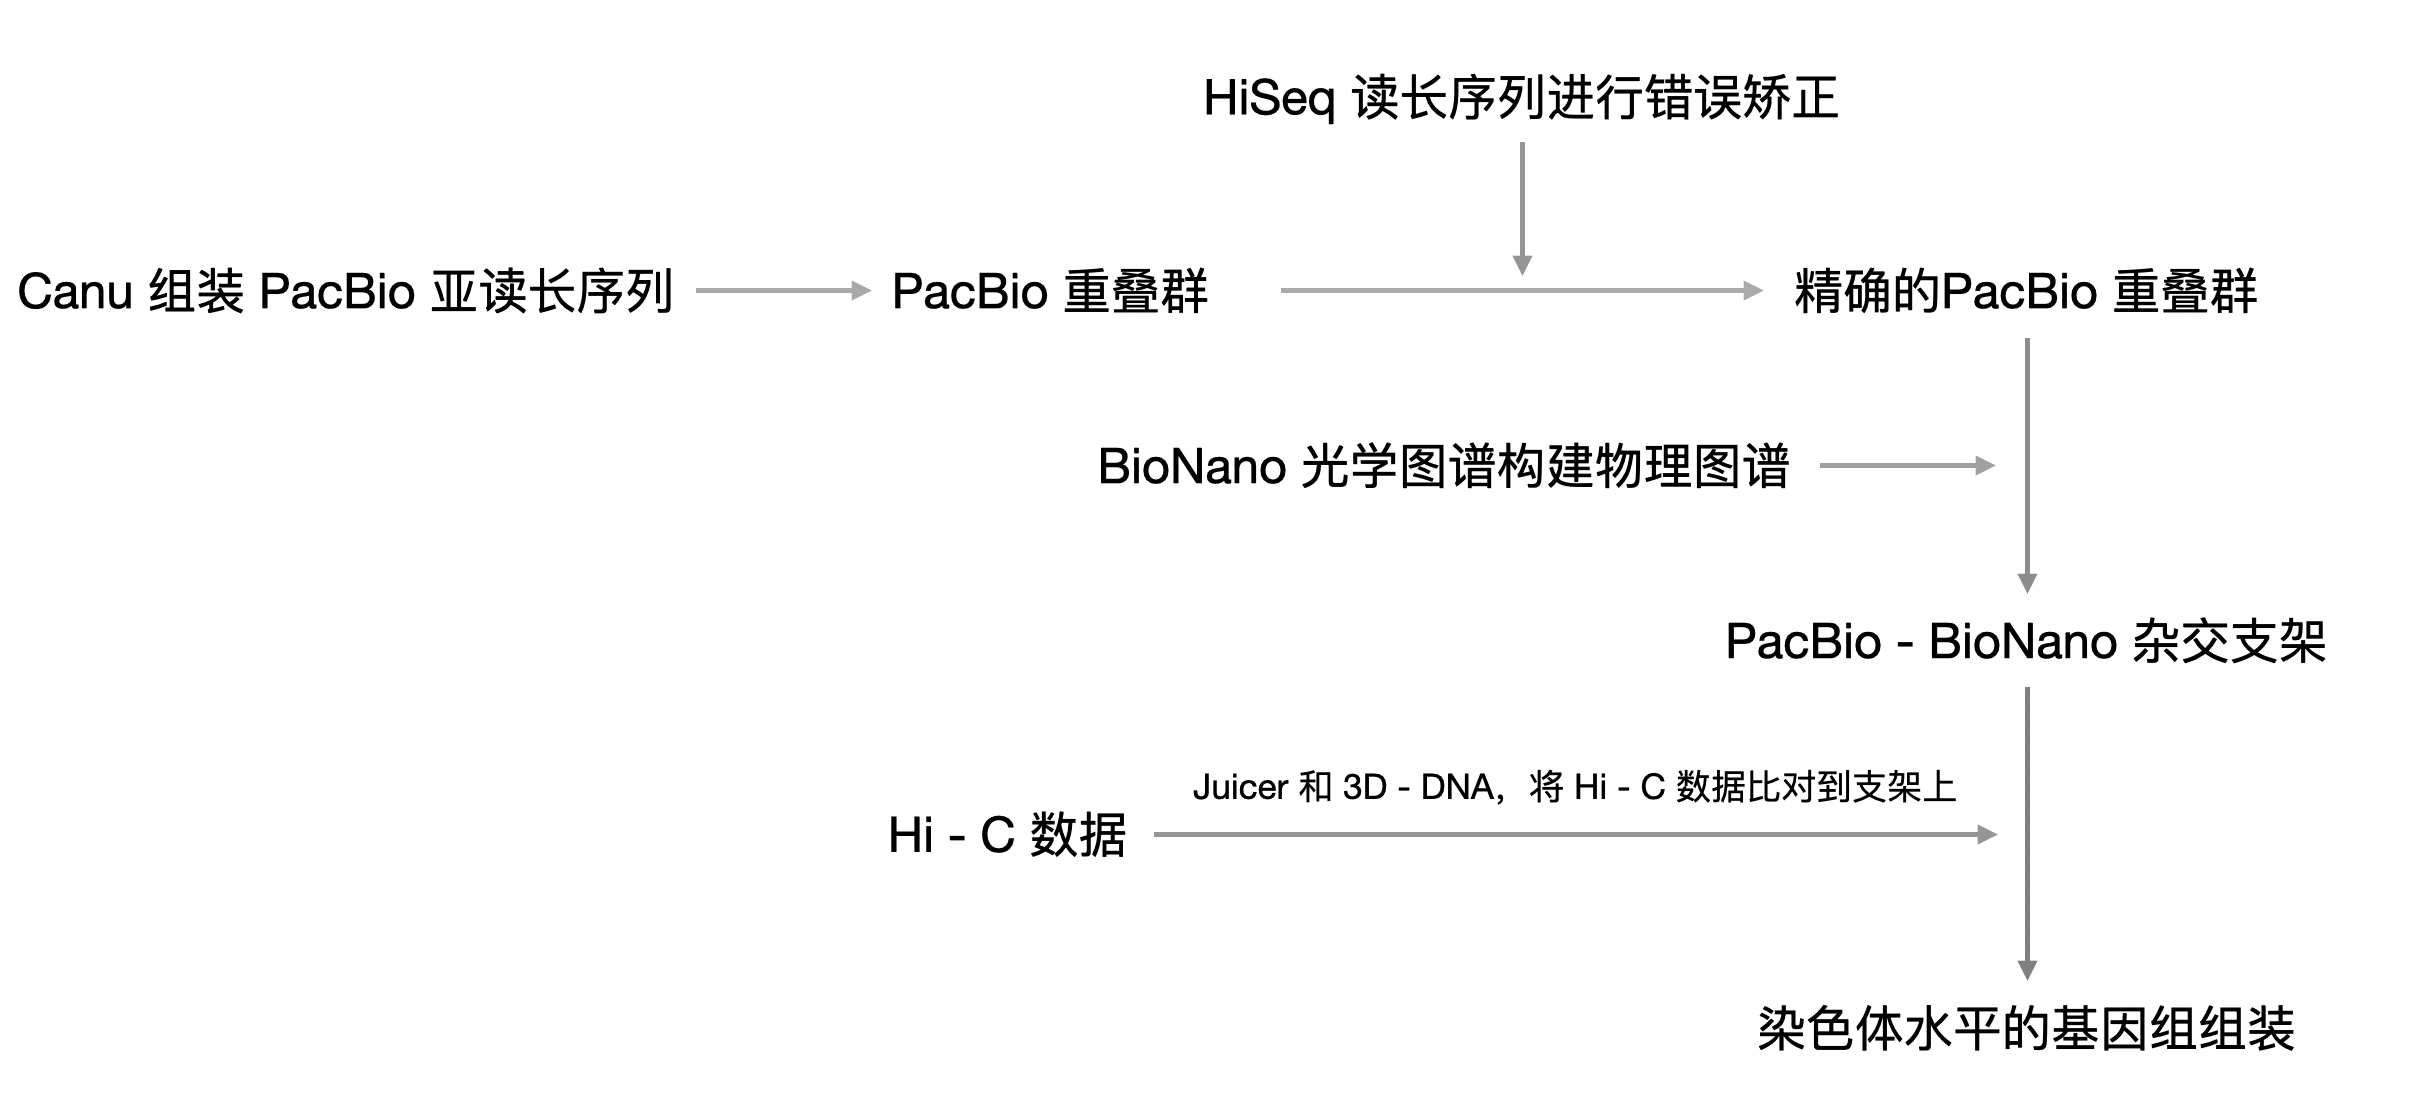 HiSeq 读长序列进行错误矫正
Canu 组装 PacBio 亚读长序列
PacBio 重叠群
精确的PacBio 重叠群
BioNano 光学图谱构建物理图谱
PacBio - BioNano 杂交支架
Juicer 和 3D - DNA，将 Hi - C 数据比对到支架上
Hi - C 数据
染色体水平的基因组组装